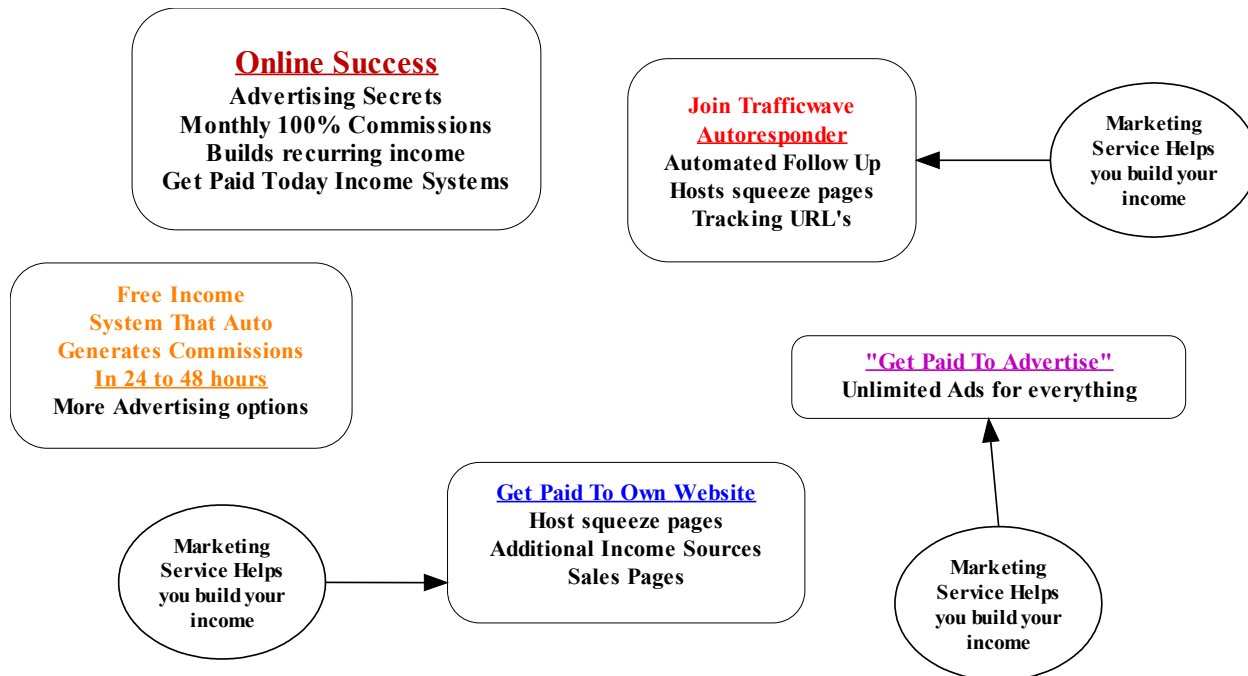 Online Success
Advertising Secrets
Monthly 100% Commissions
Builds recurring income
Get Paid Today Income Systems
Join Trafficwave
Autoresponder
Automated Follow Up
Hosts squeeze pages
Tracking URL's
Marketing
Service Helps
you build your
income
Free Income
System That Auto
Generates Commissions
In 24 to 48 hours
More Advertising options
"Get Paid To Advertise"
Unlimited Ads for everything
Get Paid To Own Website
Host squeeze pages
Additional Income Sources
Sales Pages
Marketing
Service Helps
you build your
income
Marketing
Service Helps
you build your
income